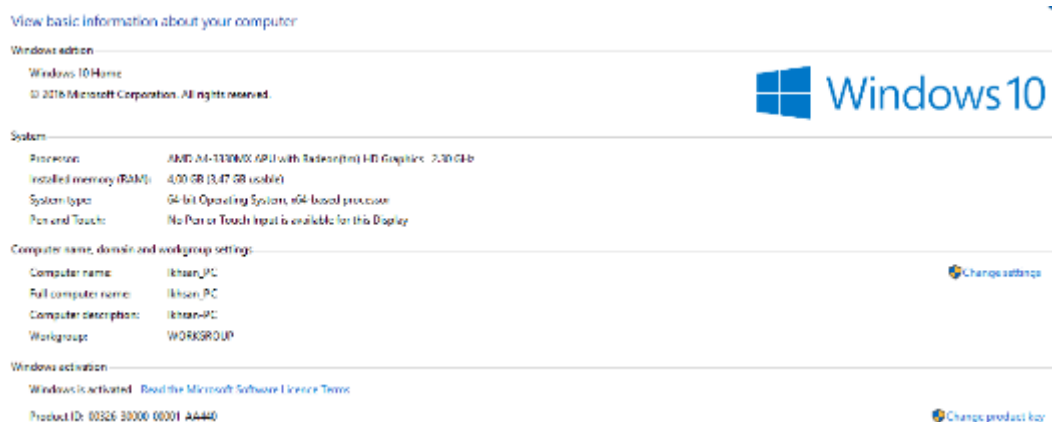 View basic information about your computer
Windows edition
Windows 10 Home
© 2016 Microsoft Corporation. All rights reserved.
Windows 10
System
Processor: AMD A4-3330MX APU with Radeon(tm) HD Graphics 2.30 GHz
Installed memory (RAM): 4,00 GB (3,47 GB usable)
System type: 64-bit Operating System, x64-based processor
Pen and Touch: No Pen or Touch Input is available for this Display
Computer name, domain and workgroup settings
Computer name: Ikhsan_PC
Change settings
Full computer name: Ikhsan_PC
Computer description: Ikhsan-PC
Workgroup: WORKGROUP
Windows activation
Windows is activated Read the Microsoft Software Licence Terms
Product ID: 00326-30000-00001-AA440
Change product key